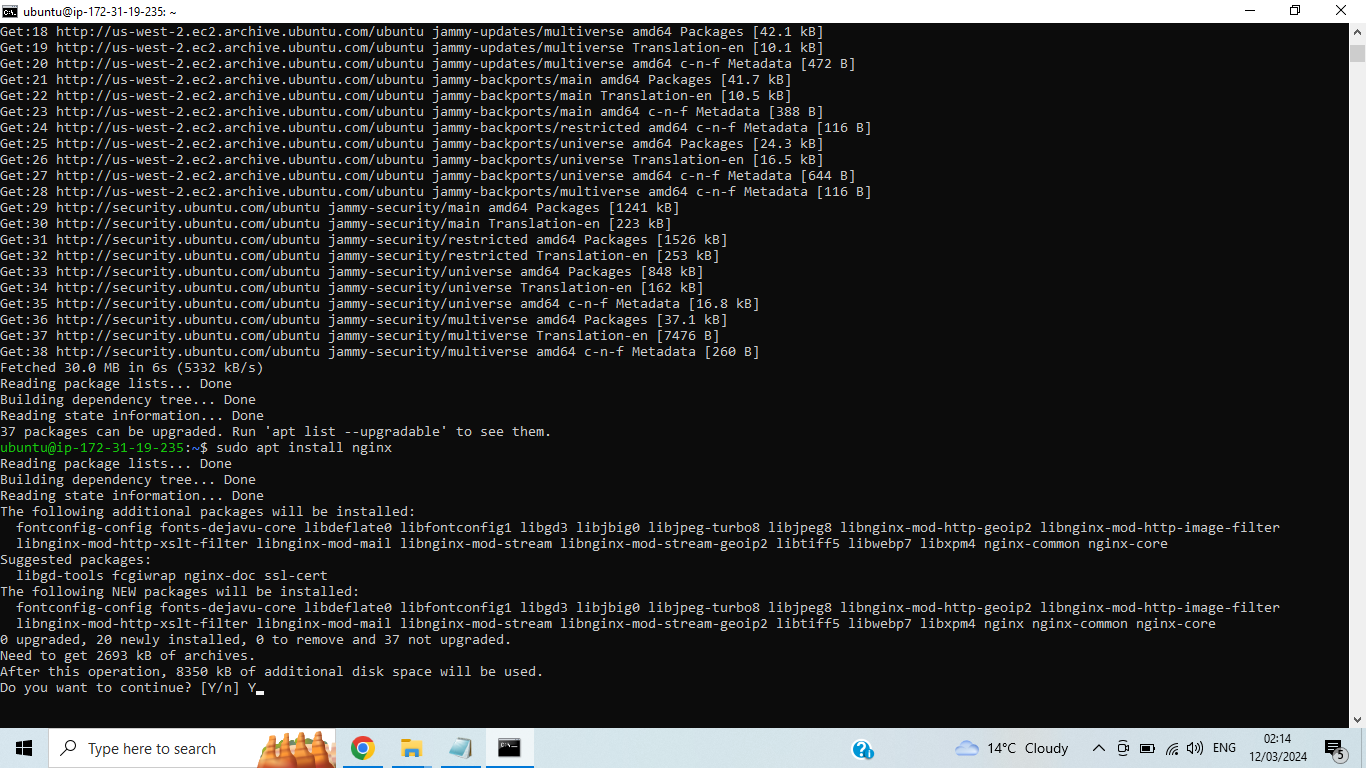 ubuntu@ip-172-31-19-235: ~
Get:18 http://us-west-2.ec2.archive.ubuntu.com/ubuntu jammy-updates/multiverse amd64 Packages [42.1 kB]
Get:19 http://us-west-2.ec2.archive.ubuntu.com/ubuntu jammy-updates/multiverse Translation-en [10.1 kB]
Get:20 http://us-west-2.ec2.archive.ubuntu.com/ubuntu jammy-updates/multiverse amd64 c-n-f Metadata [472 B]
Get:21 http://us-west-2.ec2.archive.ubuntu.com/ubuntu jammy-backports/main amd64 Packages [41.7 kB]
Get:22 http://us-west-2.ec2.archive.ubuntu.com/ubuntu jammy-backports/main Translation-en [10.5 kB]
Get:23 http://us-west-2.ec2.archive.ubuntu.com/ubuntu jammy-backports/main amd64 c-n-f Metadata [388 B]
Get:24 http://us-west-2.ec2.archive.ubuntu.com/ubuntu jammy-backports/restricted amd64 c-n-f Metadata [116 B]
Get:25 http://us-west-2.ec2.archive.ubuntu.com/ubuntu jammy-backports/universe amd64 Packages [24.3 kB]
Get:26 http://us-west-2.ec2.archive.ubuntu.com/ubuntu jammy-backports/universe Translation-en [16.5 kB]
Get:27 http://us-west-2.ec2.archive.ubuntu.com/ubuntu jammy-backports/universe amd64 c-n-f Metadata [644 B]
Get:28 http://us-west-2.ec2.archive.ubuntu.com/ubuntu jammy-backports/multiverse amd64 c-n-f Metadata [116 B]
Get:29 http://security.ubuntu.com/ubuntu jammy-security/main amd64 Packages [1241 kB]
Get:30 http://security.ubuntu.com/ubuntu jammy-security/main Translation-en [223 kB]
Get:31 http://security.ubuntu.com/ubuntu jammy-security/restricted amd64 Packages [1526 kB]
Get:32 http://security.ubuntu.com/ubuntu jammy-security/restricted Translation-en [253 kB]
Get:33 http://security.ubuntu.com/ubuntu jammy-security/universe amd64 Packages [848 kB]
Get:34 http://security.ubuntu.com/ubuntu jammy-security/universe Translation-en [162 kB]
Get:35 http://security.ubuntu.com/ubuntu jammy-security/universe amd64 c-n-f Metadata [16.8 kB]
Get:36 http://security.ubuntu.com/ubuntu jammy-security/multiverse amd64 Packages [37.1 kB]
Get:37 http://security.ubuntu.com/ubuntu jammy-security/multiverse Translation-en [7476 B]
Get:38 http://security.ubuntu.com/ubuntu jammy-security/multiverse amd64 c-n-f Metadata [260 B]
Fetched 30.0 MB in 6s (5332 kB/s)
Reading package lists... Done
Building dependency tree... Done
Reading state information... Done
37 packages can be upgraded. Run 'apt list --upgradable' to see them.
ubuntu@ip-172-31-19-235:~$ sudo apt install nginx
Reading package lists... Done
Building dependency tree... Done
Reading state information... Done
The following additional packages will be installed:
fontconfig-config fonts-dejavu-core libdeflate0 libfontconfig1 libgd3 libjbig0 libjpeg-turbo8 libjpeg8 libnginx-mod-http-geoip2 libnginx-mod-http-image-filter
libnginx-mod-http-xslt-filter libnginx-mod-mail libnginx-mod-stream libnginx-mod-stream-geoip2 libtiff5 libwebp7 libxpm4 nginx-common nginx-core
Suggested packages:
libgd-tools fcgiwrap nginx-doc ssl-cert
The following NEW packages will be installed:
fontconfig-config fonts-dejavu-core libdeflate0 libfontconfig1 libgd3 libjbig0 libjpeg-turbo8 libjpeg8 libnginx-mod-http-geoip2 libnginx-mod-http-image-filter
libnginx-mod-http-xslt-filter libnginx-mod-mail libnginx-mod-stream libnginx-mod-stream-geoip2 libtiff5 libwebp7 libxpm4 nginx nginx-common nginx-core
0 upgraded, 20 newly installed, 0 to remove and 37 not upgraded.
Need to get 2693 kB of archives.
After this operation, 8350 kB of additional disk space will be used.
Do you want to continue? [Y/n] Y
Type here to search
14°C Cloudy
ENG
02:14
12/03/2024
5